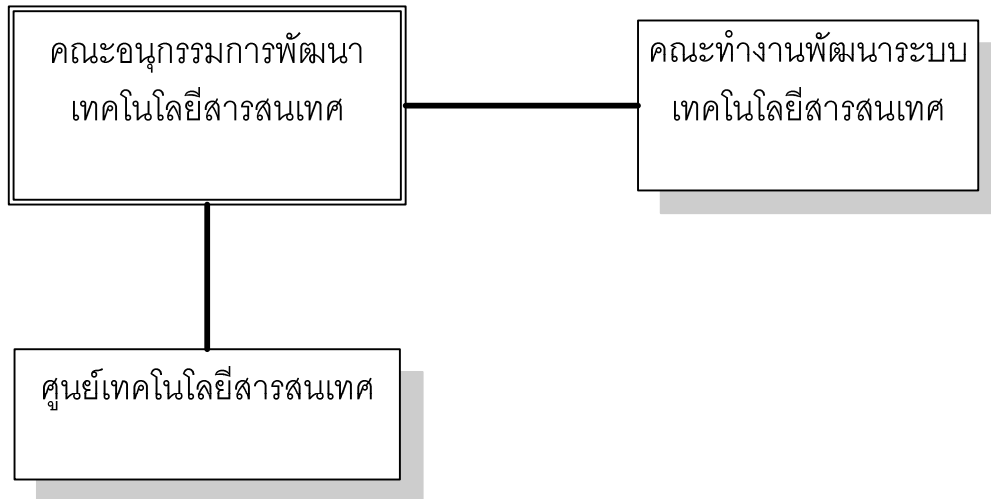 คณะอนุกรรมการพัฒนา
เทคโนโลยีสารสนเทศ
คณะทำงานพัฒนาระบบ
เทคโนโลยีสารสนเทศ
ศูนย์เทคโนโลยีสารสนเทศ